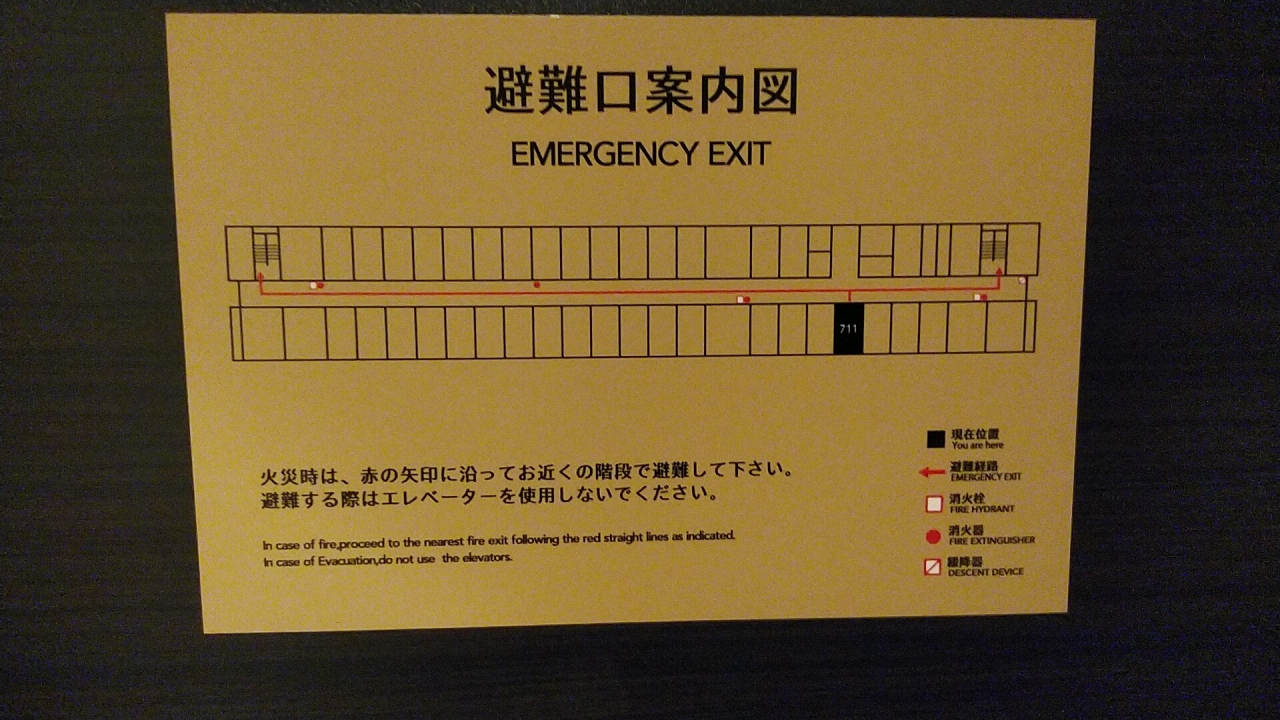 避難口案内図
EMERGENCY EXIT
711
火災時は、赤の矢印に沿ってお近くの階段で避難して下さい。
避難する際はエレベーターを使用しないでください。
In case of fire,proceed to the nearest fire exit following the red straight lines as indicated.
In case of Evacuation,do not use the elevators.
現在位置
You are here
避難経路
EMERGENCY EXIT
消火栓
FIRE HYDRANT
消火器
FIRE EXTINGUISHER
緩降器
DESCENT DEVICE